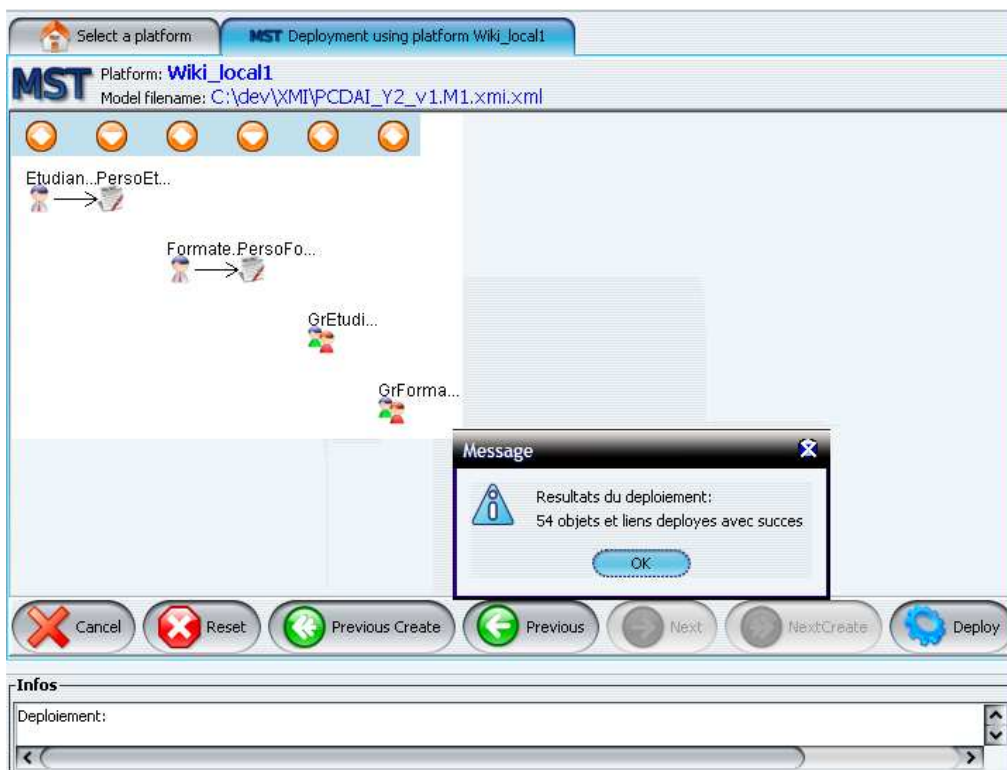 Select a platform
MST Deployment using platform Wiki_local1
MST
Platform: Wiki_local1
Model filename: C:\dev\XMI\PCDAI_Y2_v1.M1.xmi.xml
Etudian...PersoEt...
Formate..PersoFo...
GrEtudi...
GrForma...
Message
Resultats du deploiement:
54 objets et liens deployes avec succes
OK
Cancel Reset Previous Create Previous Next NextCreate Deploy
Infos
Deploiement: